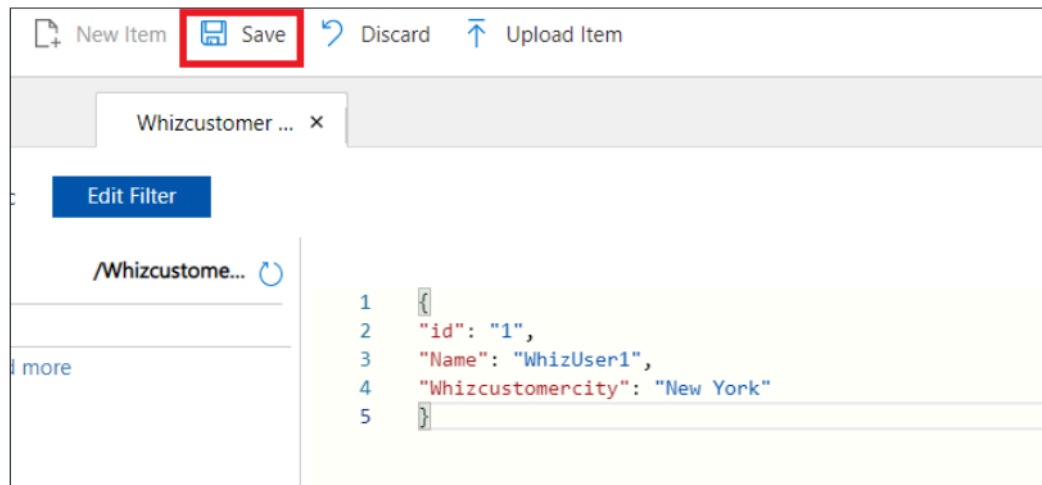 New Item Save Discard Upload Item
Whizcustomer ... ×
Edit Filter
/Whizcustome...
more
1 {
2 "id": "1",
3 "Name": "WhizUser1",
4 "Whizcustomercity": "New York"
5 }